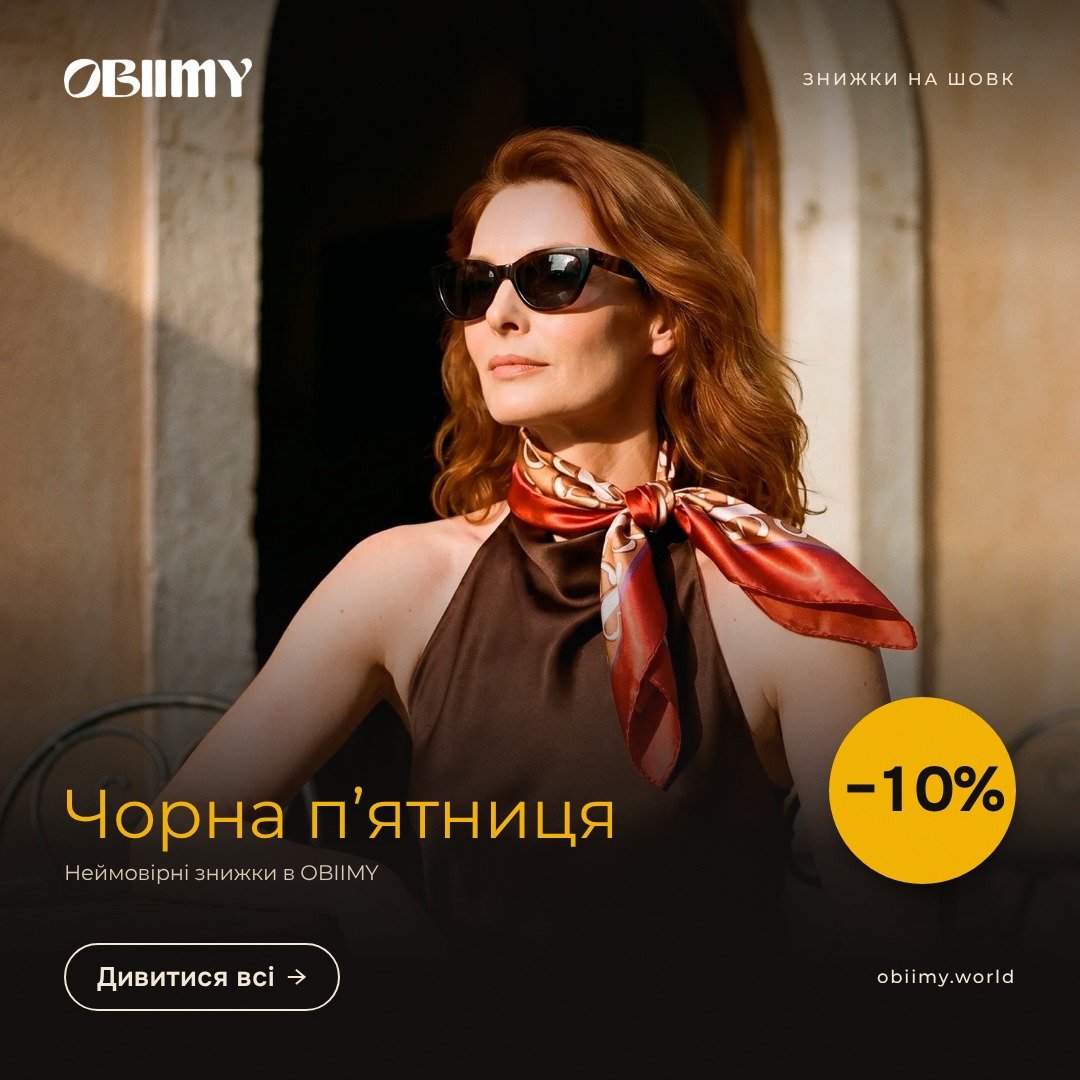 OBIIMY
ЗНИЖКИ НА ШОВК
Чорна п’ятниця
Неймовірні знижки в OBIIMY
-10%
Дивитися всі →
obiimy.world